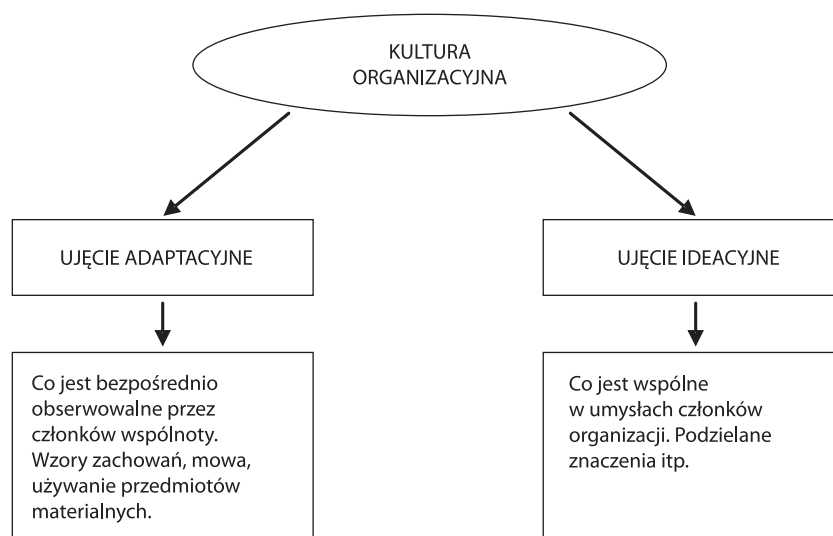 KULTURA
ORGANIZACYJNA
UJĘCIE ADAPTACYJNE
UJĘCIE IDEACYJNE
Co jest bezpośrednio
obserwowalne przez
członków wspólnoty.
Wzory zachowań, mowa,
używanie przedmiotów
materialnych.
Co jest wspólne
w umysłach członków
organizacji. Podzielane
znaczenia itp.